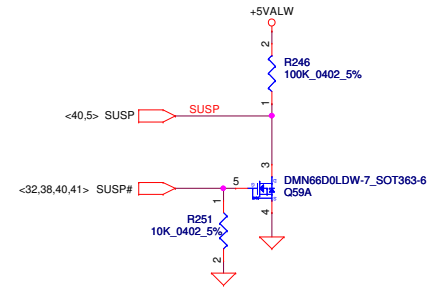 +5VALW
2
R246
100K_0402_5%
1
<40,5> SUSP
SUSP
3
DMN66D0LDW-7_SOT363-6
<32,38,40,41> SUSP#
5
Q59A
1
4
R251
10K_0402_5%
2